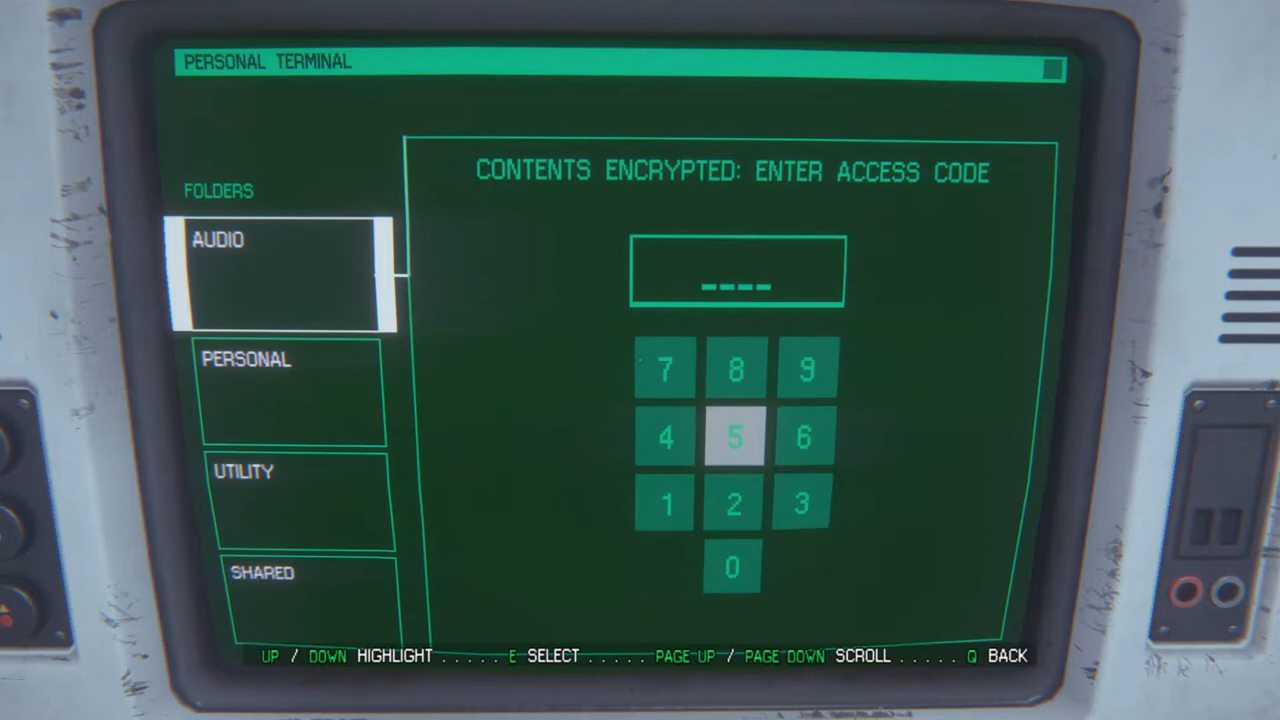 PERSONAL TERMINAL
CONTENTS ENCRYPTED: ENTER ACCESS CODE
FOLDERS
AUDIO
PERSONAL
UTILITY
SHARED
____
7 8 9
4 5 6
1 2 3
0
UP / DOWN HIGHLIGHT ..... E SELECT ..... PAGE UP / PAGE DOWN SCROLL ..... Q BACK